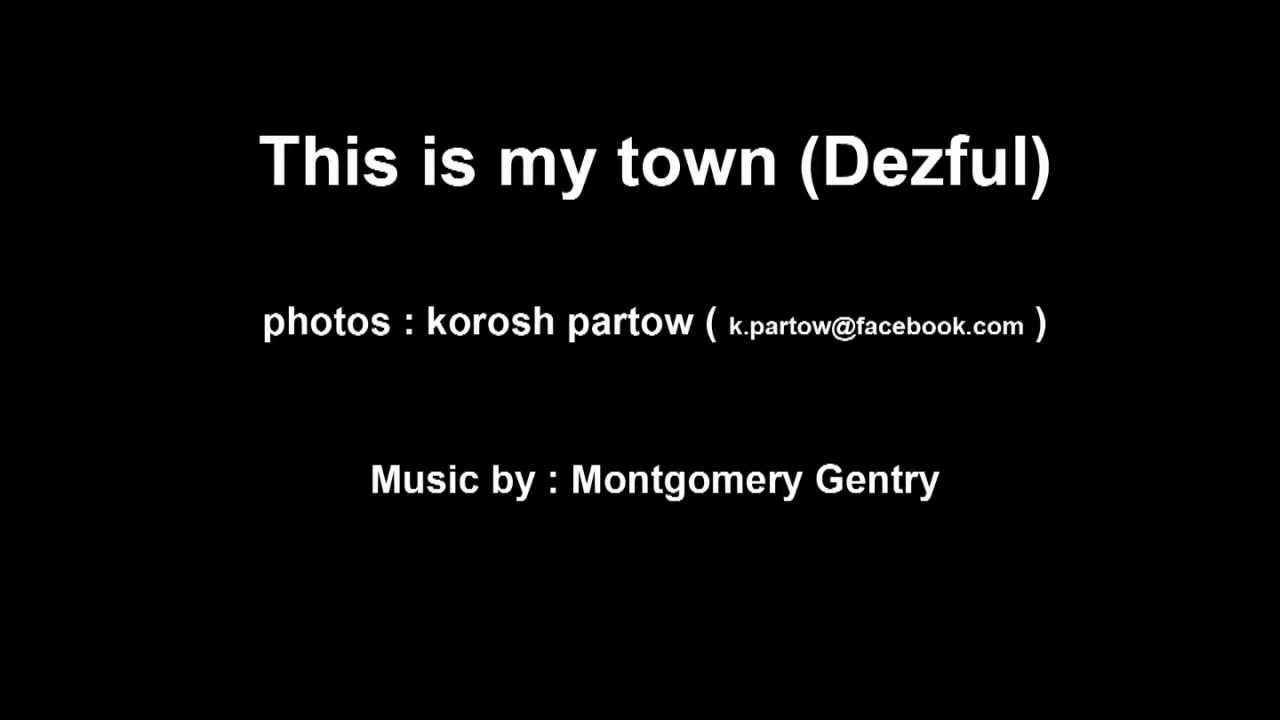 This is my town (Dezful)
photos : korosh partow ( k.partow@facebook.com )
Music by : Montgomery Gentry